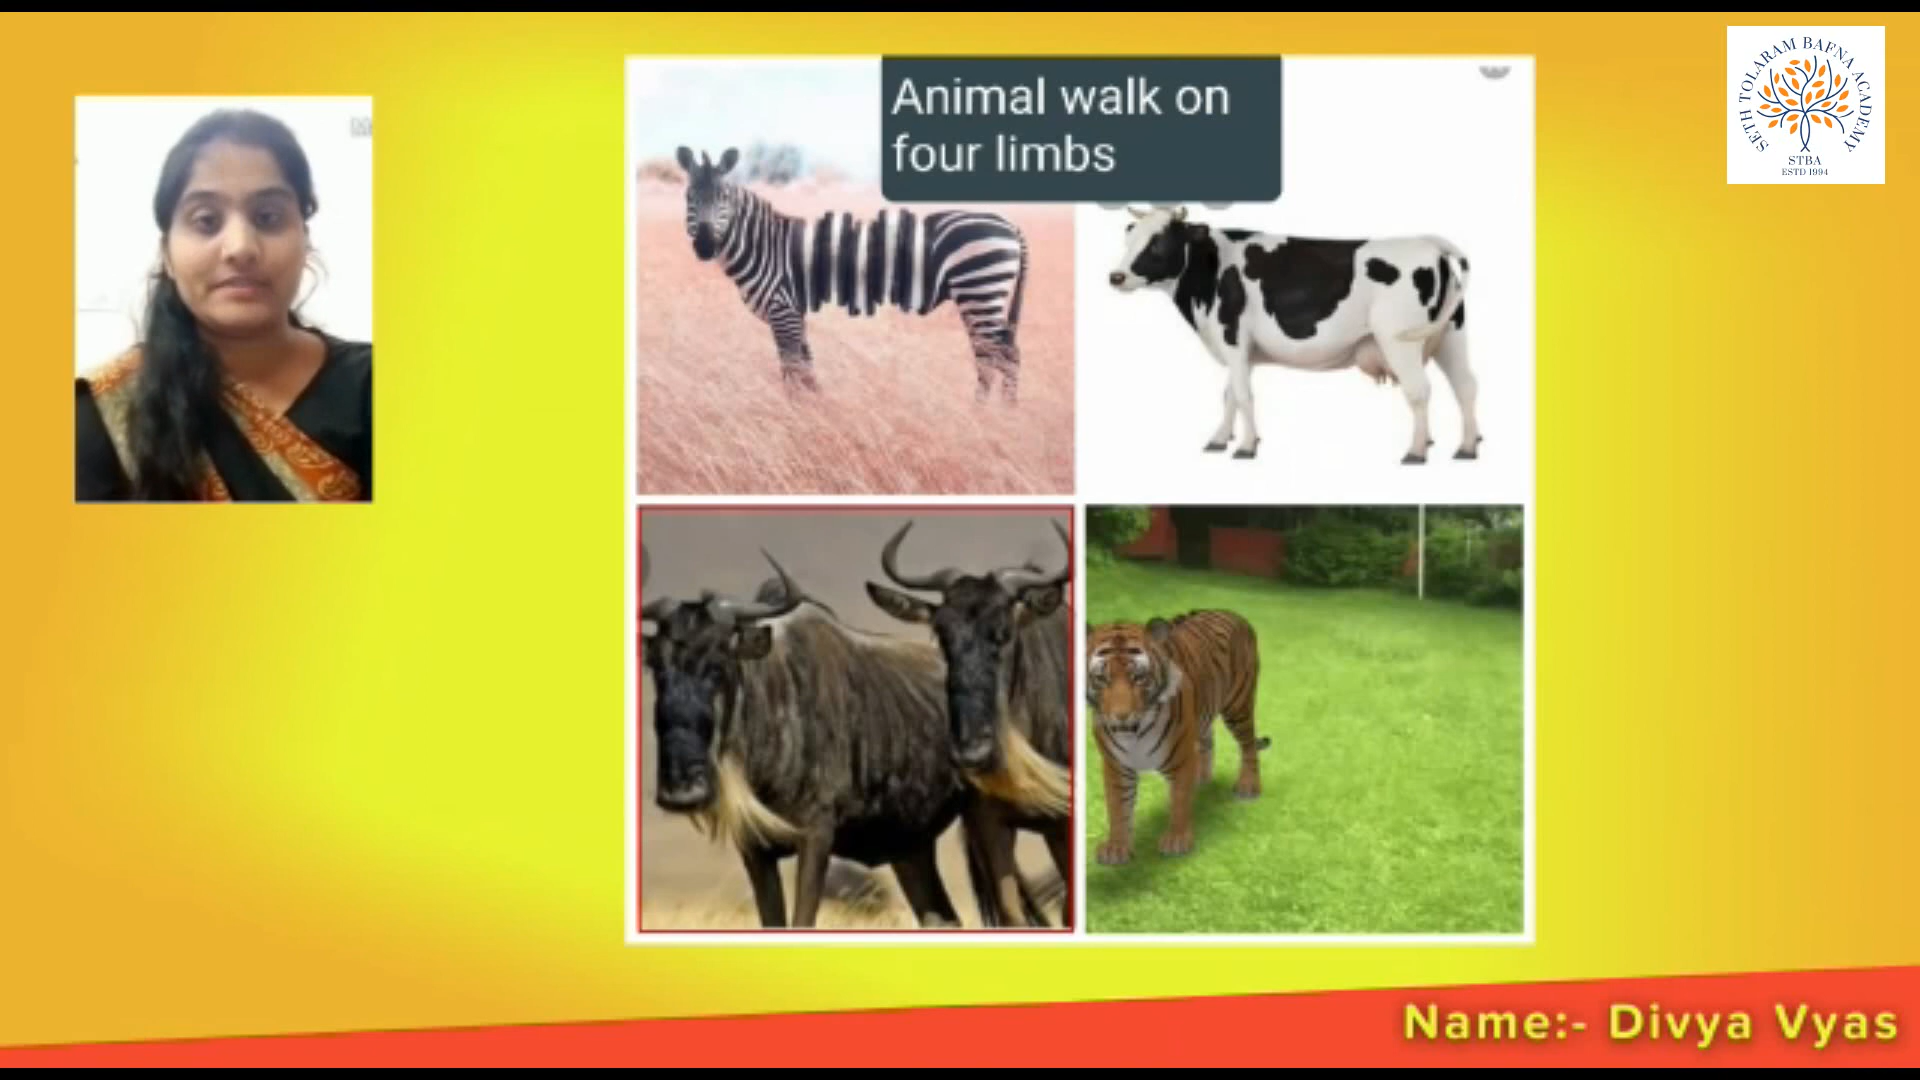 Animal walk on
four limbs
SETH TOLARAM BAFNA ACADEMY
STBA
ESTD 1994
Name:- Divya Vyas